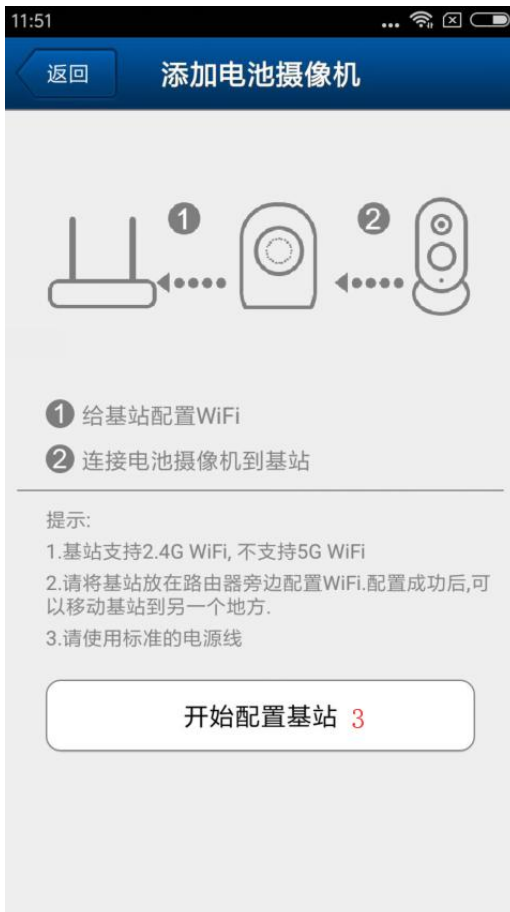 11:51
返回 添加电池摄像机
1 2
1 给基站配置WiFi
2 连接电池摄像机到基站
提示:
1.基站支持2.4G WiFi, 不支持5G WiFi
2.请将基站放在路由器旁边配置WiFi.配置成功后,可
以移动基站到另一个地方.
3.请使用标准的电源线
开始配置基站 3